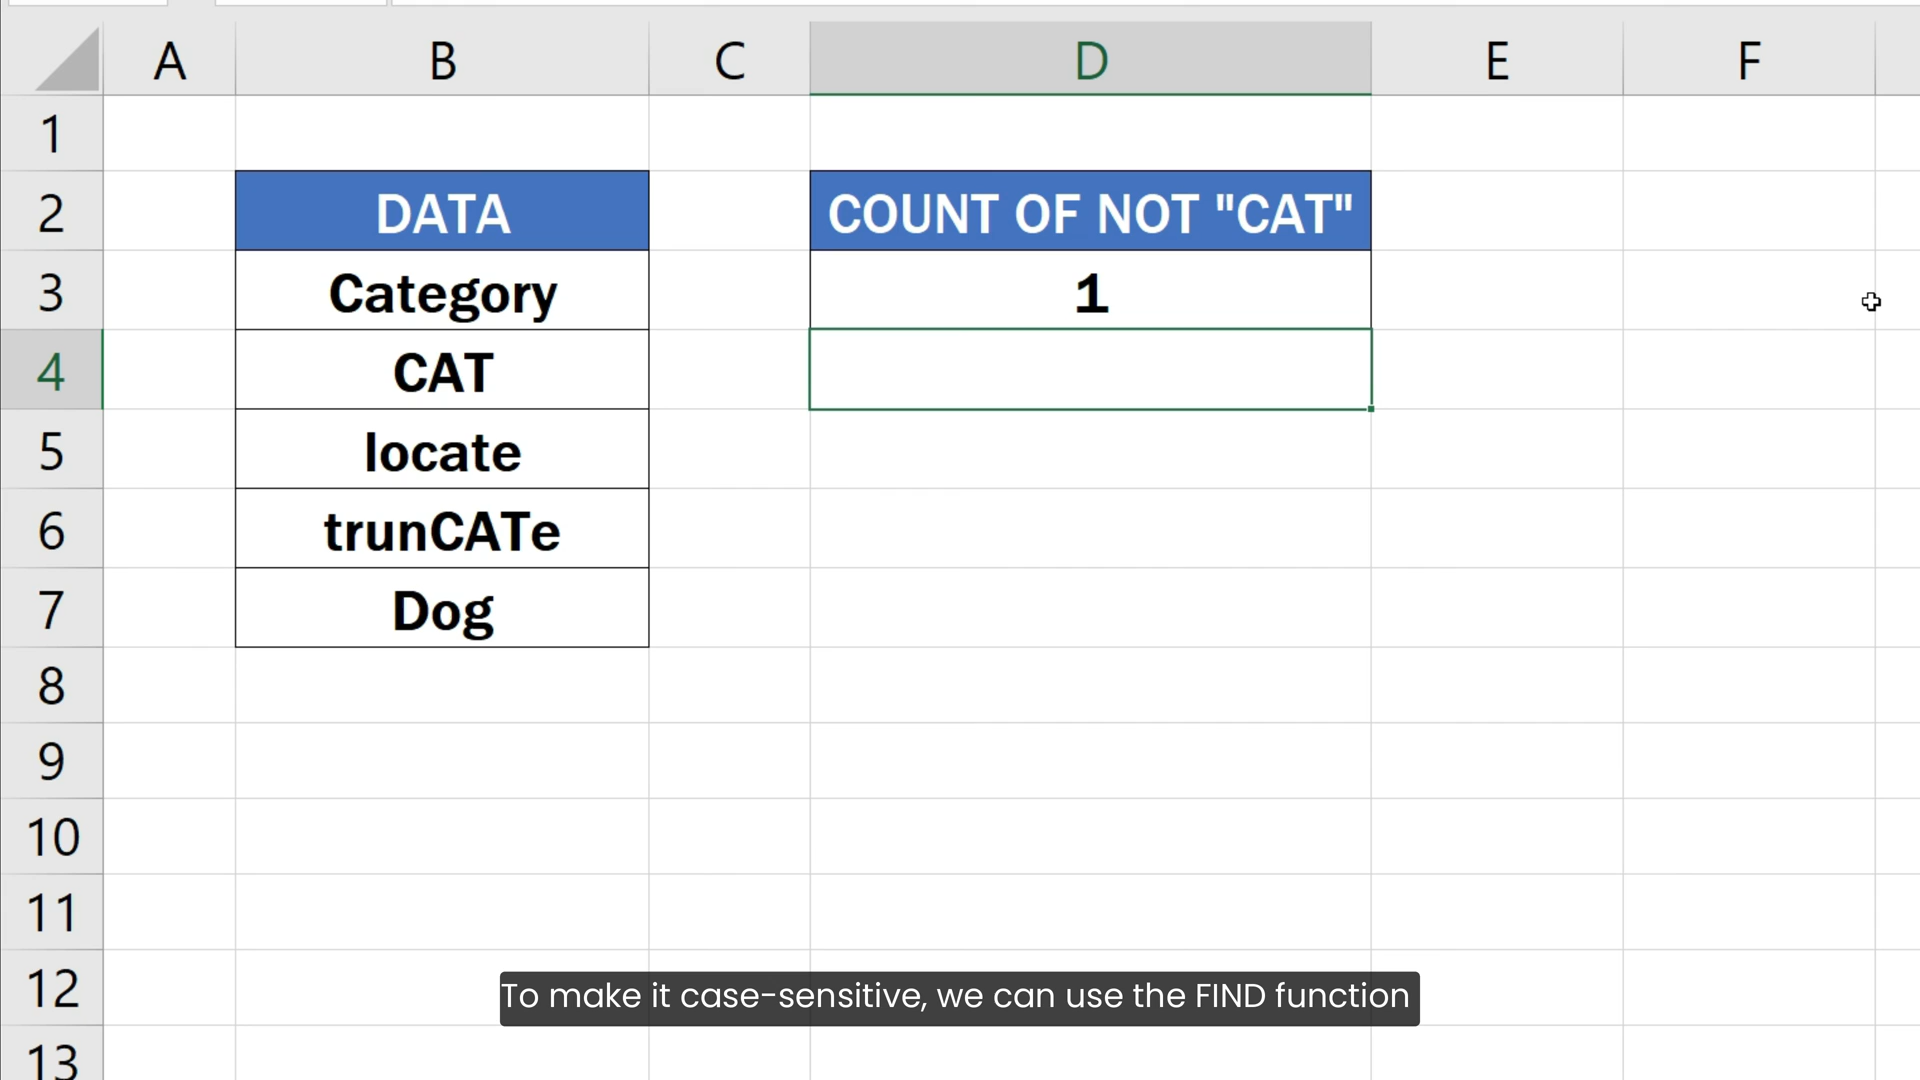 A B C D E F
1
2 DATA COUNT OF NOT "CAT"
3 Category 1
4 CAT
5 locate
6 trunCATe
7 Dog
8
9
10
11
12
To make it case-sensitive, we can use the FIND function
13